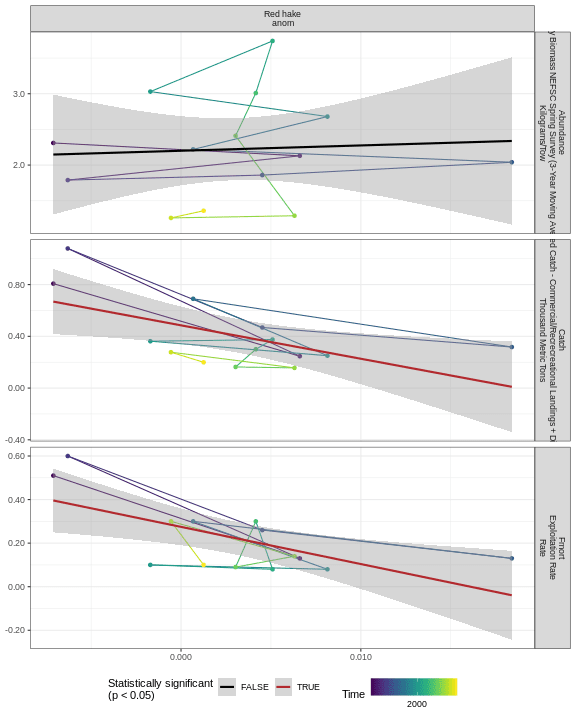 Red hake
anom
3.0
2.0
Abundance
Biomass NEFSC Spring Survey (3-Year Moving
Kilograms/Tow
0.80
0.40
0.00
-0.40
Catch
Catch - Commercial/Recrecreational Landings +
Thousand Metric Tons
0.60
0.40
0.20
0.00
-0.20
Fmort
Exploitation Rate
Rate
0.000
0.010
Statistically significant
(p < 0.05)
FALSE
TRUE
Time
2000